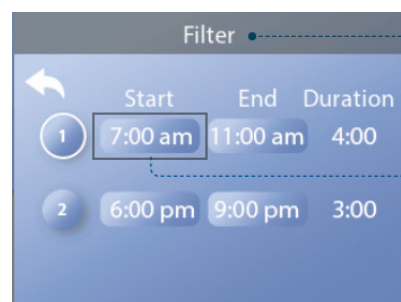 Filter
Start End Duration
1 7:00 am 11:00 am 4:00
2 6:00 pm 9:00 pm 3:00